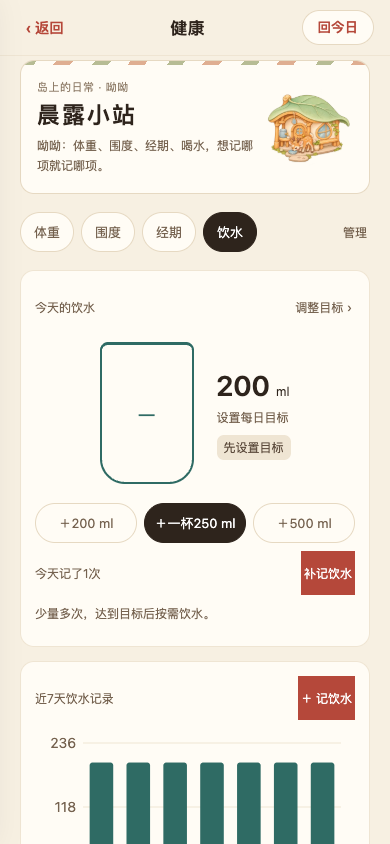 ‹ 返回
健康
回今日
岛上的日常 · 呦呦
晨露小站
呦呦：体重、围度、经期、喝水，想记哪
项就记哪项。
体重
围度
经期
饮水
管理
今天的饮水
调整目标 ›
—
200 ml
设置每日目标
先设置目标
＋200 ml
＋一杯250 ml
＋500 ml
今天记了1次
补记饮水
少量多次，达到目标后按需饮水。
近7天饮水记录
＋ 记饮水
236
118